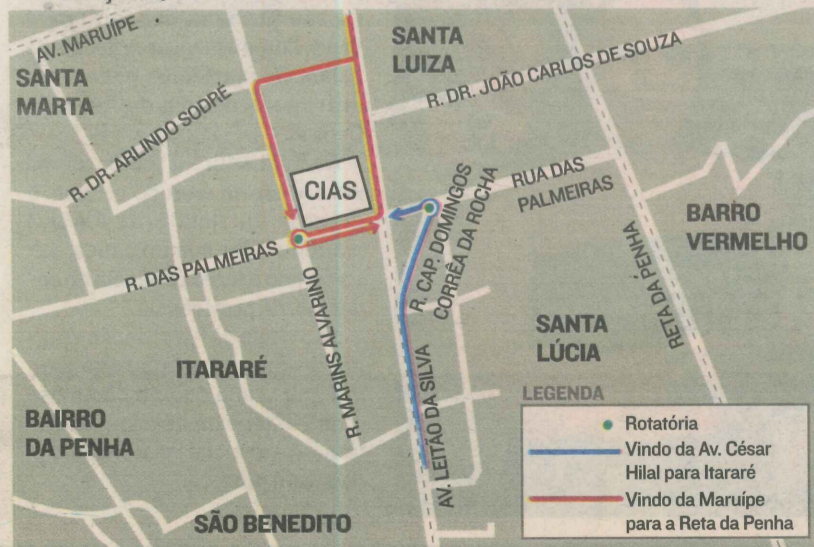 AV. MARUÍPE
SANTA
MARTA
SANTA
LUIZA
R. DR. JOÃO CARLOS DE SOUZA
R. DR. ARLINDO SODRÉ
CIAS
RUA DAS
PALMEIRAS
R. CAP. DOMINGOS
CORRÊA DA ROCHA
BARRO
VERMELHO
R. DAS PALMEIRAS
R. MARINS ALVARINO
RETA DA PENHA
SANTA
LÚCIA
ITARARÉ
AV. LEITÃO DA SILVA
BAIRRO
DA PENHA
SÃO BENEDITO
LEGENDA
Rotatória
Vindo da Av. César
Hilal para Itararé
Vindo da Maruípe
para a Reta da Penha